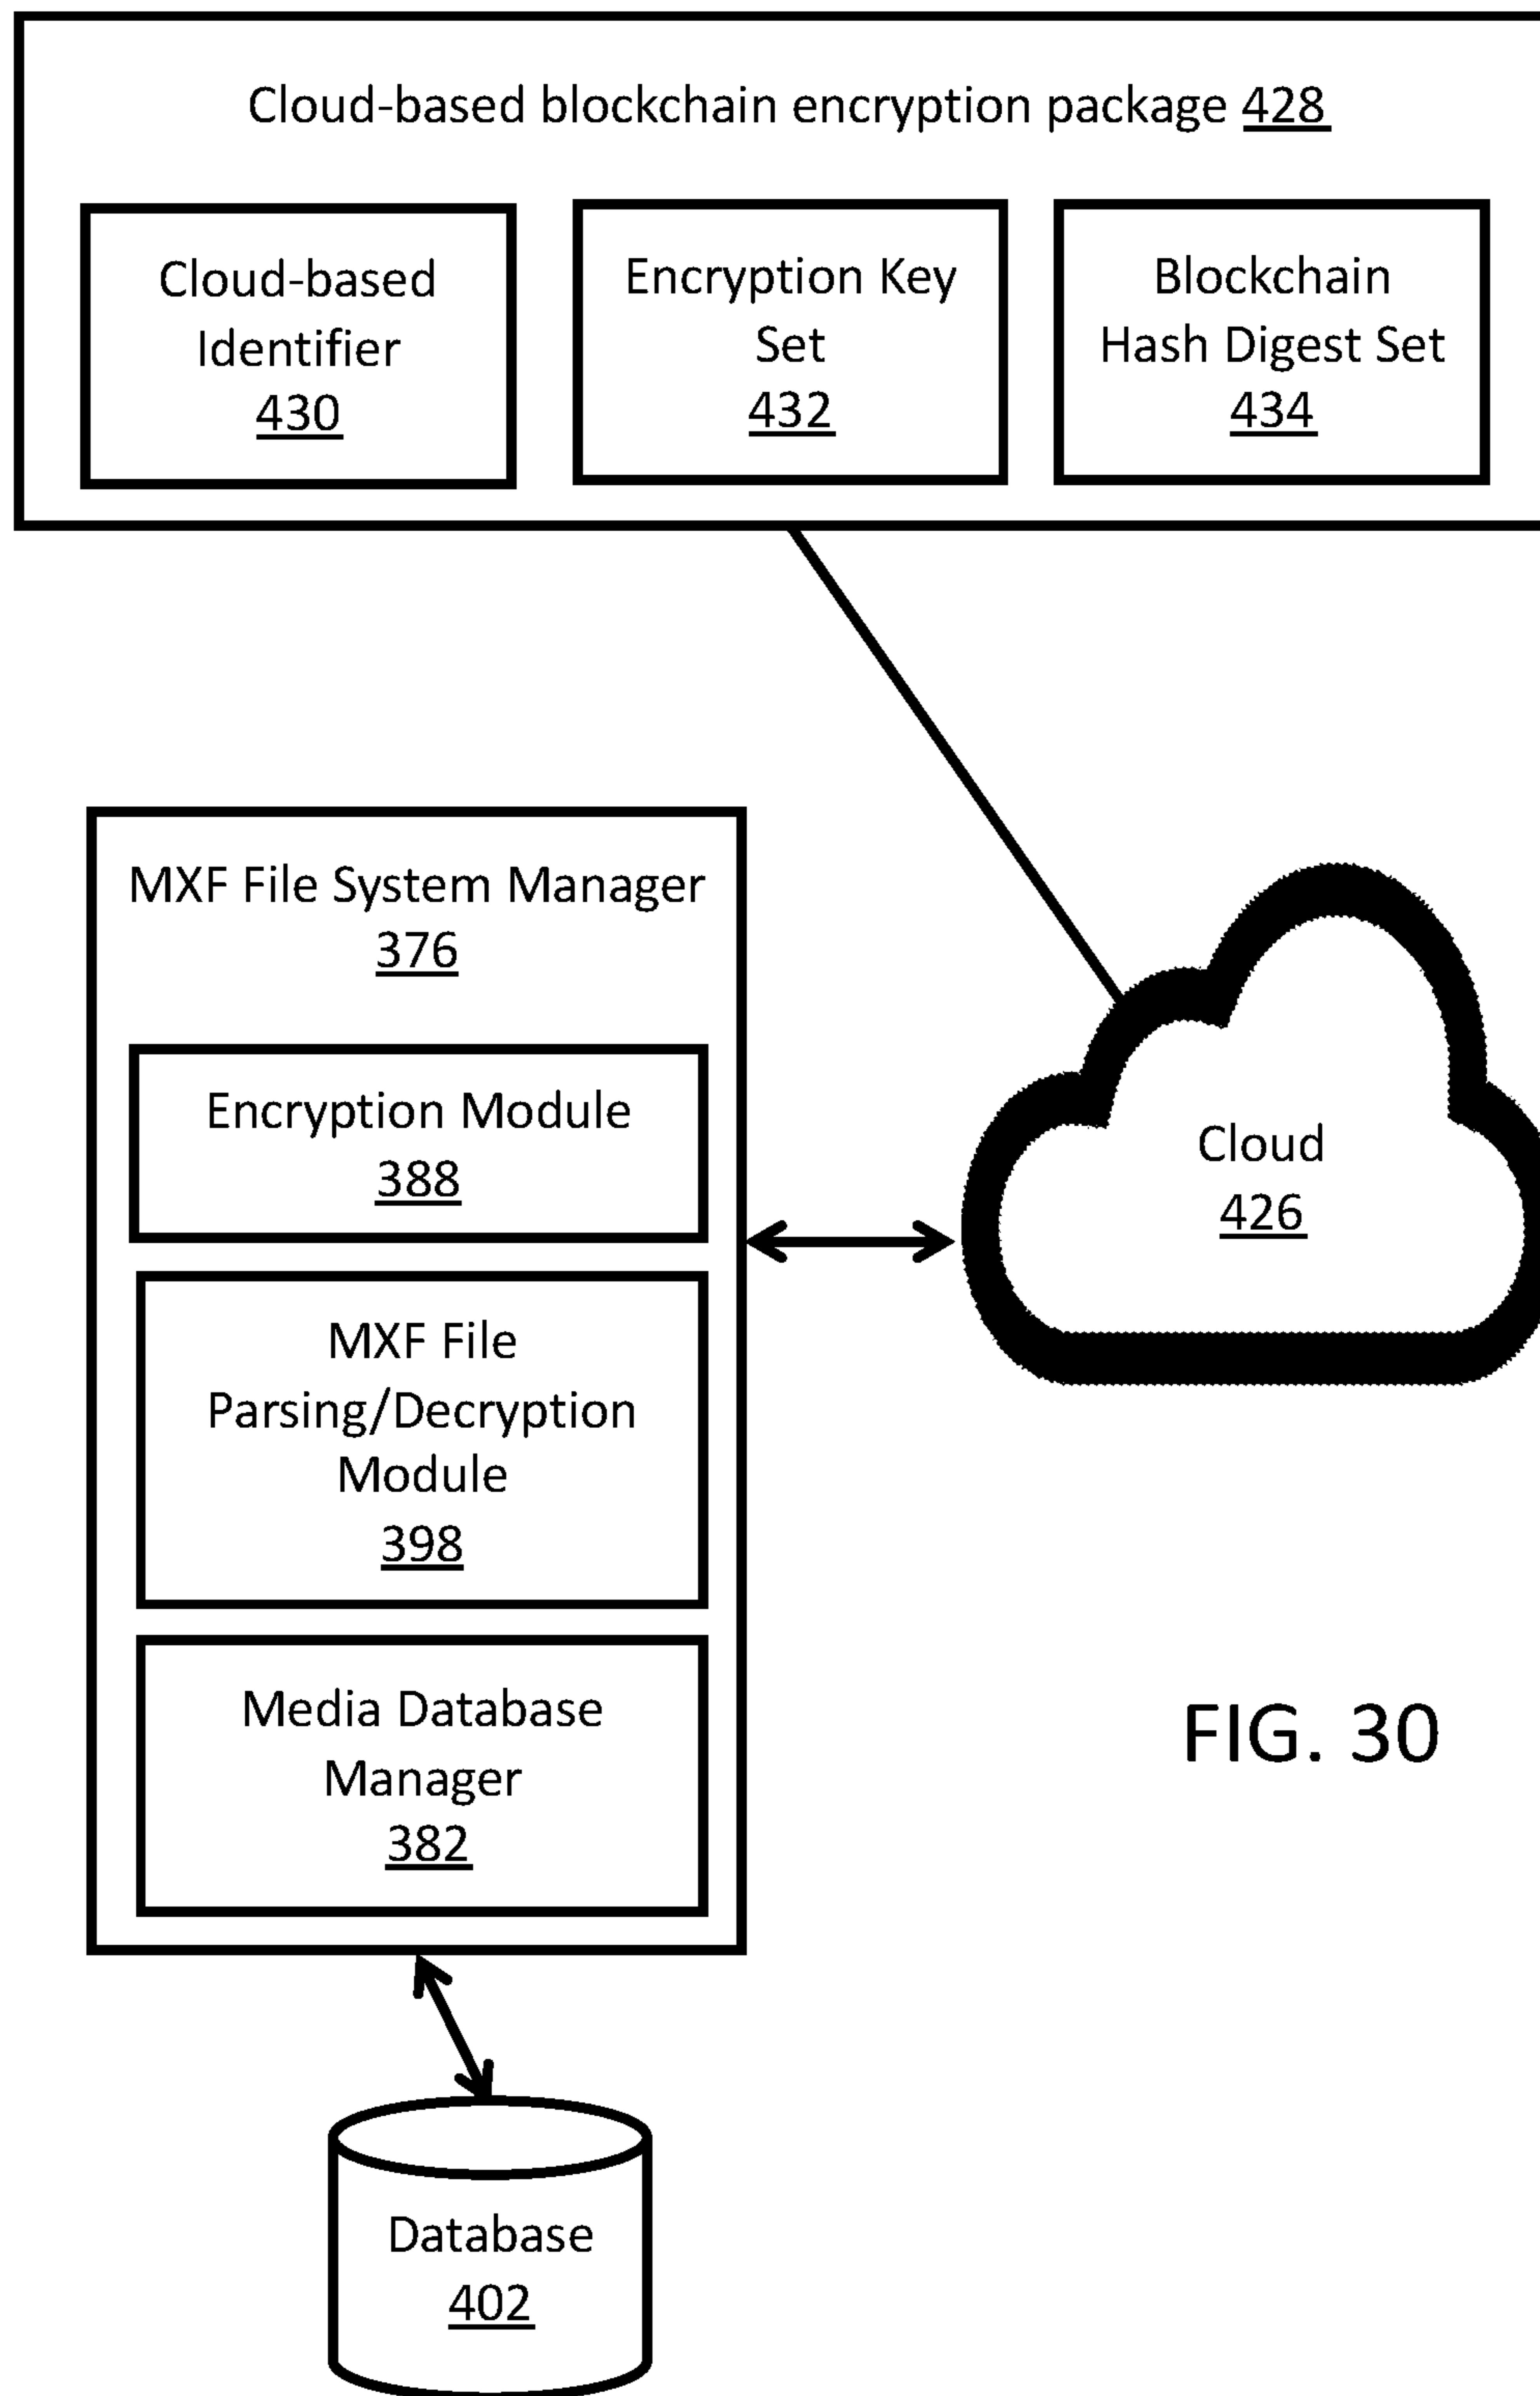 Cloud-based blockchain encryption package 428
Cloud-based
Identifier
430
Encryption Key
Set
432
Blockchain
Hash Digest Set
434
MXF File System Manager
376
Encryption Module
388
MXF File
Parsing/Decryption
Module
398
Media Database
Manager
382
Cloud
426
FIG. 30
Database
402